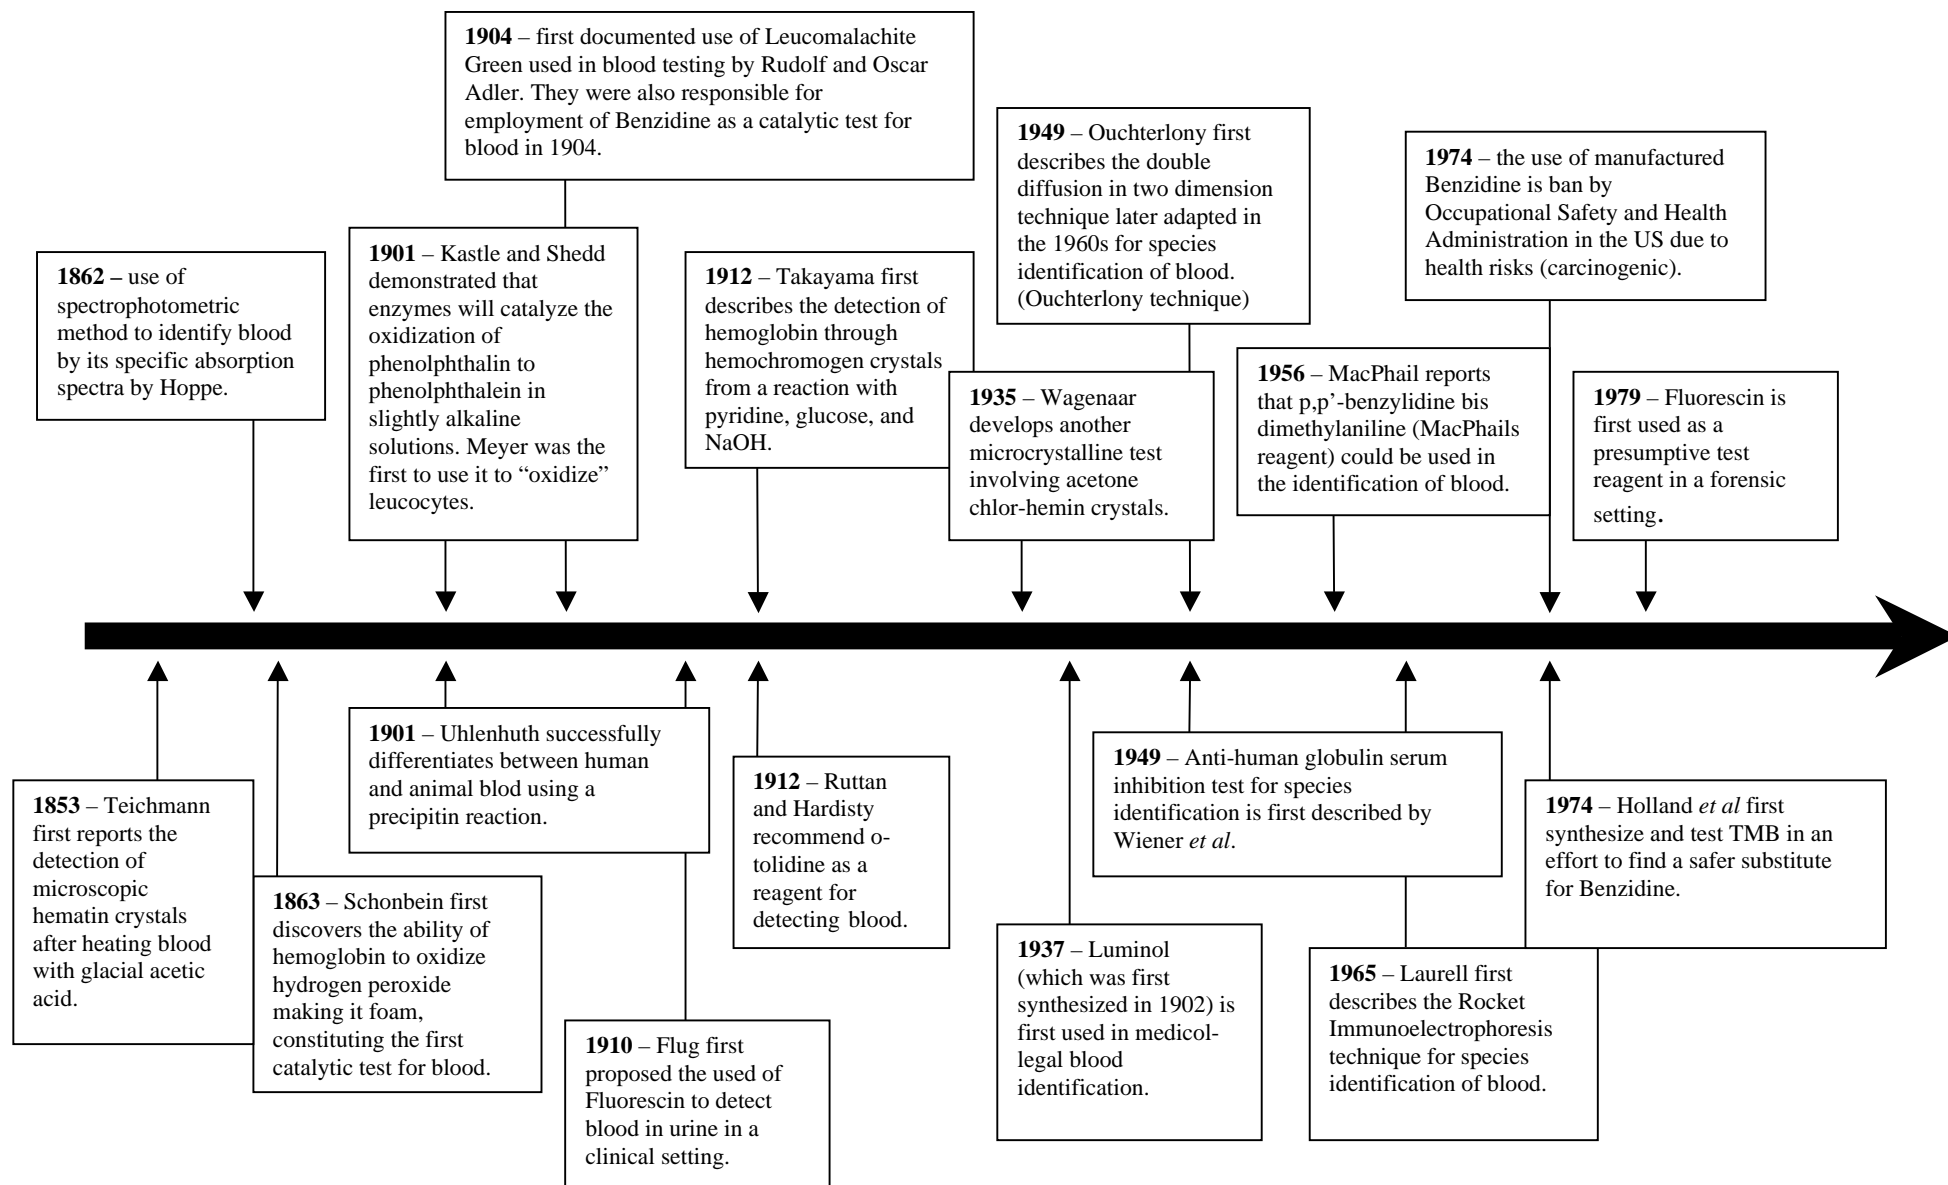 1904 – first documented use of Leucomalachite
Green used in blood testing by Rudolf and Oscar
Adler. They were also responsible for
employment of Benzidine as a catalytic test for
blood in 1904.
1949 – Ouchterlony first
describes the double
diffusion in two dimension
technique later adapted in
the 1960s for species
identification of blood.
(Ouchterlony technique)
1974 – the use of manufactured
Benzidine is ban by
Occupational Safety and Health
Administration in the US due to
health risks (carcinogenic).
1862 – use of
spectrophotometric
method to identify blood
by its specific absorption
spectra by Hoppe.
1901 – Kastle and Shedd
demonstrated that
enzymes will catalyze the
oxidization of
phenolphthalin to
phenolphthalein in
slightly alkaline
solutions. Meyer was the
first to use it to “oxidize”
leucocytes.
1912 – Takayama first
describes the detection of
hemoglobin through
hemochromogen crystals
from a reaction with
pyridine, glucose, and
NaOH.
1935 – Wagenaar
develops another
microcrystalline test
involving acetone
chlor-hemin crystals.
1956 – MacPhail reports
that p,p’-benzylidine bis
dimethylaniline (MacPhails
reagent) could be used in
the identification of blood.
1979 – Fluorescin is
first used as a
presumptive test
reagent in a forensic
setting.
1853 – Teichmann
first reports the
detection of
microscopic
hematin crystals
after heating blood
with glacial acetic
acid.
1863 – Schonbein first
discovers the ability of
hemoglobin to oxidize
hydrogen peroxide
making it foam,
constituting the first
catalytic test for blood.
1901 – Uhlenhuth successfully
differentiates between human
and animal blod using a
precipitin reaction.
1910 – Flug first
proposed the used of
Fluorescin to detect
blood in urine in a
clinical setting.
1912 – Ruttan
and Hardisty
recommend o-
tolidine as a
reagent for
detecting blood.
1937 – Luminol
(which was first
synthesized in 1902) is
first used in medicol-
legal blood
identification.
1949 – Anti-human globulin serum
inhibition test for species
identification is first described by
Wiener et al.
1965 – Laurell first
describes the Rocket
Immunoelectrophoresis
technique for species
identification of blood.
1974 – Holland et al first
synthesize and test TMB in an
effort to find a safer substitute
for Benzidine.